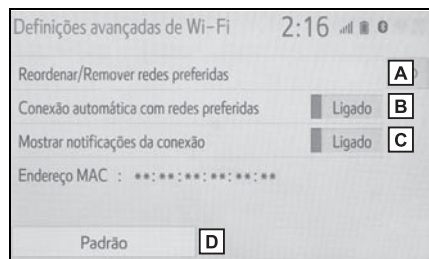 Definições avançadas de Wi-Fi 2:16
Reordenar/Remover redes preferidas A
Conexão automática com redes preferidas Ligado B
Mostrar notificações da conexão Ligado C
Endereço MAC : **:**:**:**:**:**
Padrão D